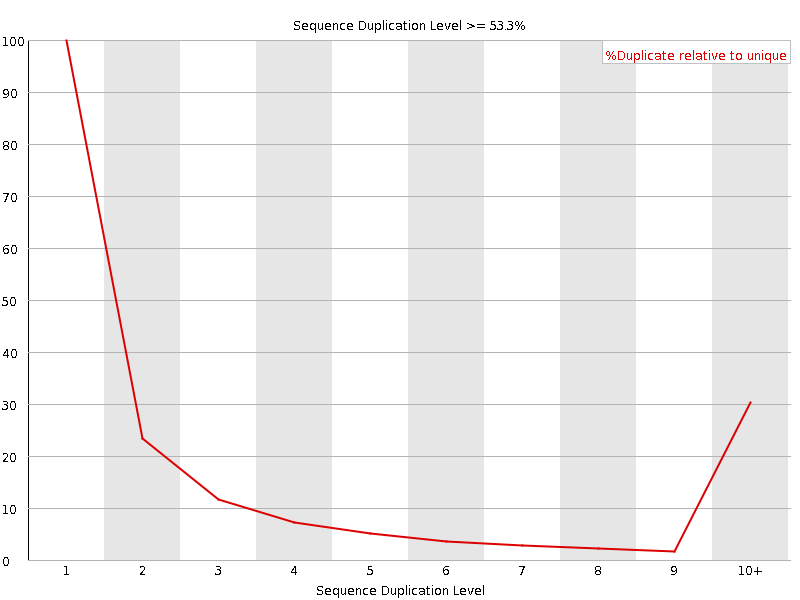 Sequence Duplication Level >= 53.3%
%Duplicate relative to unique
100
90
80
70
60
50
40
30
20
10
0
1 2 3 4 5 6 7 8 9 10+
Sequence Duplication Level